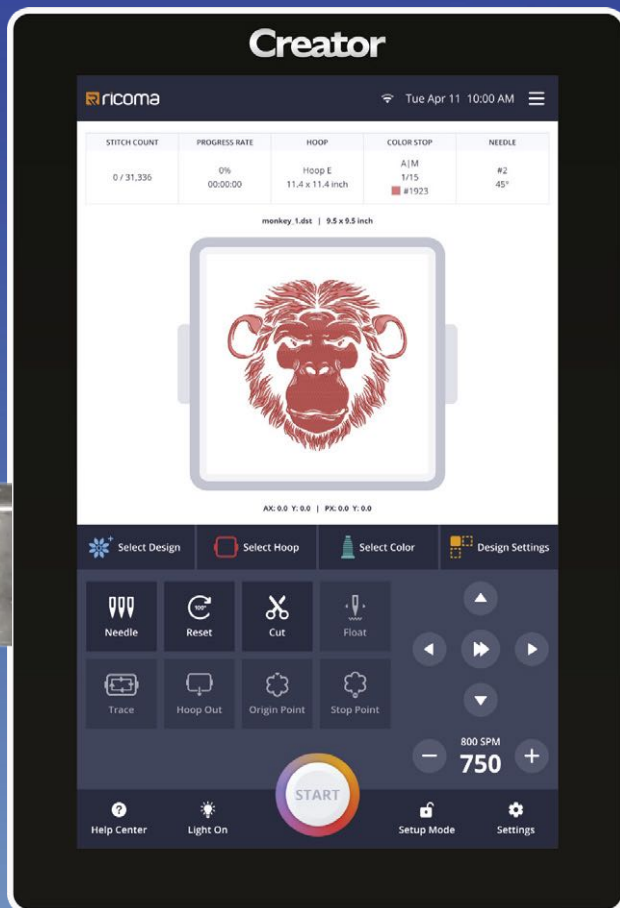 Creator
ricoma
Tue Apr 11 10:00 AM
STITCH COUNT PROGRESS RATE HOOP COLOR STOP NEEDLE
0 / 31,336
0%
00:00:00
Hoop E
11.4 x 11.4 inch
A|M
1/15
#1923
#2
45°
monkey_1.dst | 9.5 x 9.5 inch
AX: 0.0 Y: 0.0 | PX: 0.0 Y: 0.0
Select Design Select Hoop Select Color Design Settings
100°
Needle Reset Cut Float
Trace Hoop Out Origin Point Stop Point
800 SPM
750
START
Help Center Light On Setup Mode Settings